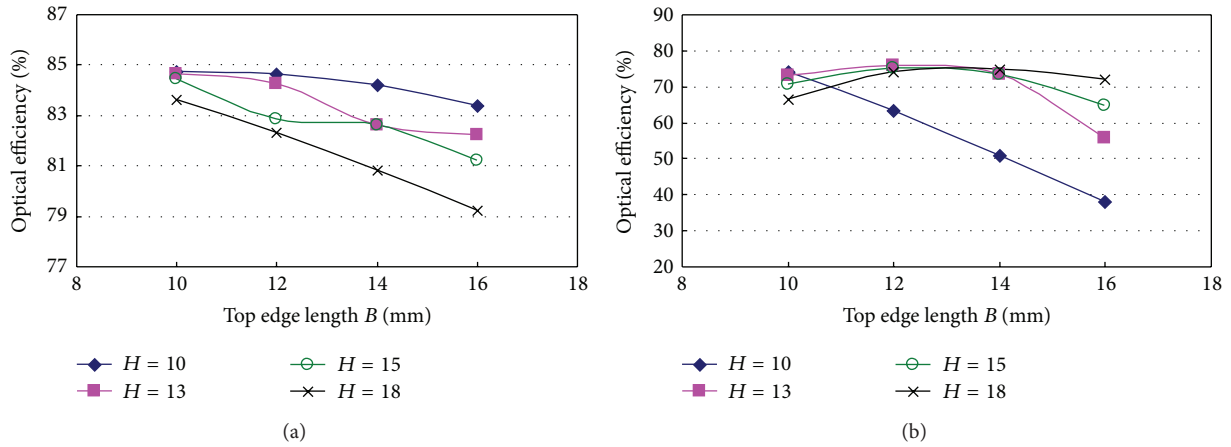 87
85
83
81
79
77
8
10
12
14
16
18
Optical efficiency (%)
Top edge length B (mm)
H = 10
H = 13
H = 15
H = 18
(a)
90
80
70
60
50
40
30
20
8
10
12
14
16
18
Optical efficiency (%)
Top edge length B (mm)
H = 10
H = 13
H = 15
H = 18
(b)